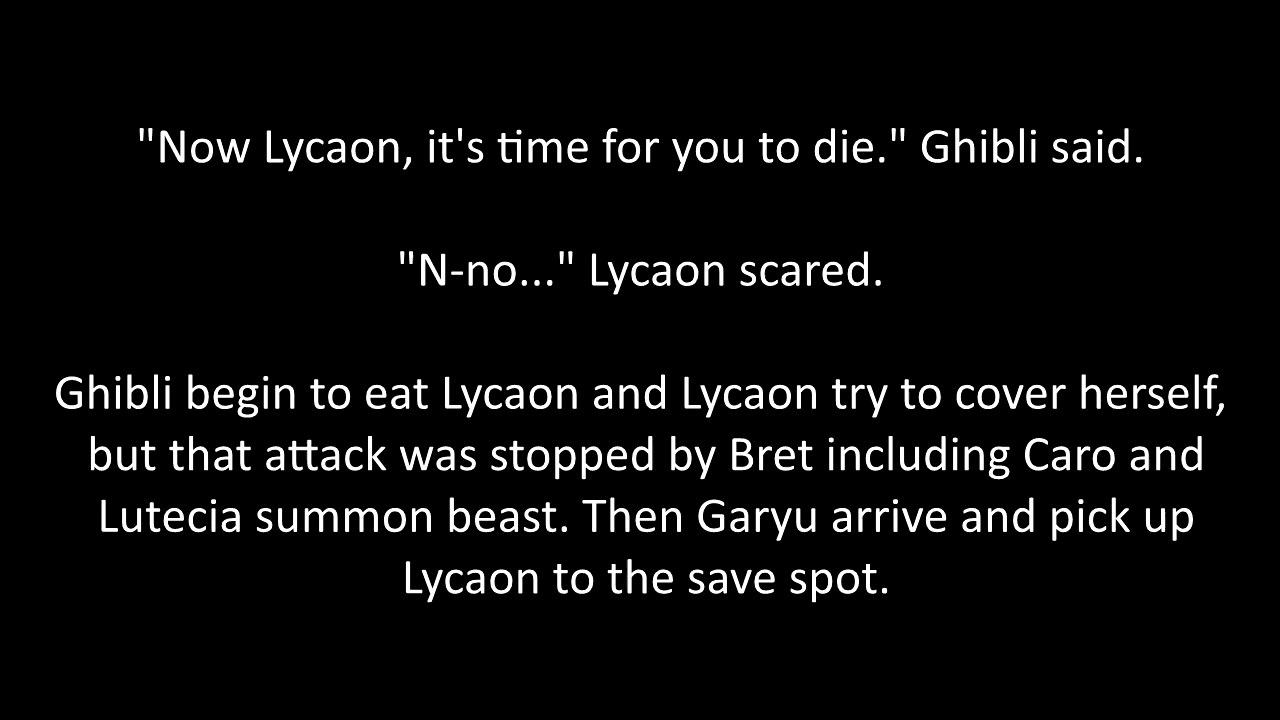 "Now Lycaon, it's time for you to die." Ghibli said.
"N-no..." Lycaon scared.
Ghibli begin to eat Lycaon and Lycaon try to cover herself,
but that attack was stopped by Bret including Caro and
Lutecia summon beast. Then Garyu arrive and pick up
Lycaon to the save spot.